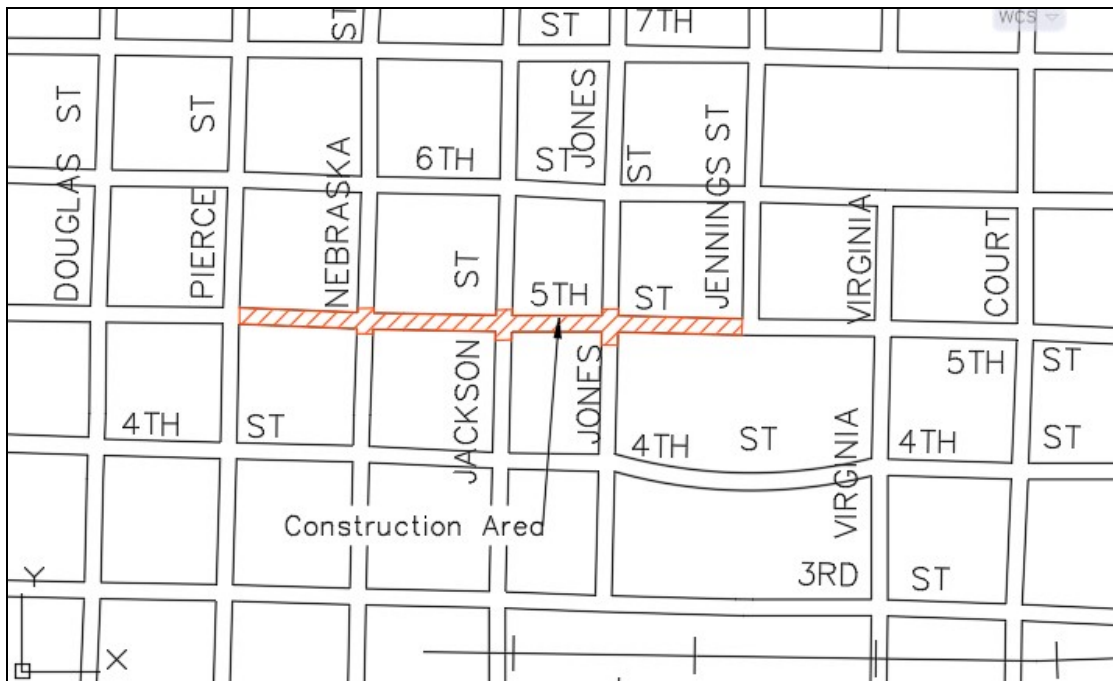 WCS
ST
ST
7TH
DOUGLAS ST
PIERCE
ST
NEBRASKA
6TH
ST
JONES
ST
JENNINGS ST
VIRGINIA
COURT
ST
5TH
ST
JACKSON
JONES
5TH
ST
4TH
ST
4TH
ST
VIRGINIA
4TH
ST
Construction Area
3RD
ST
Y
X